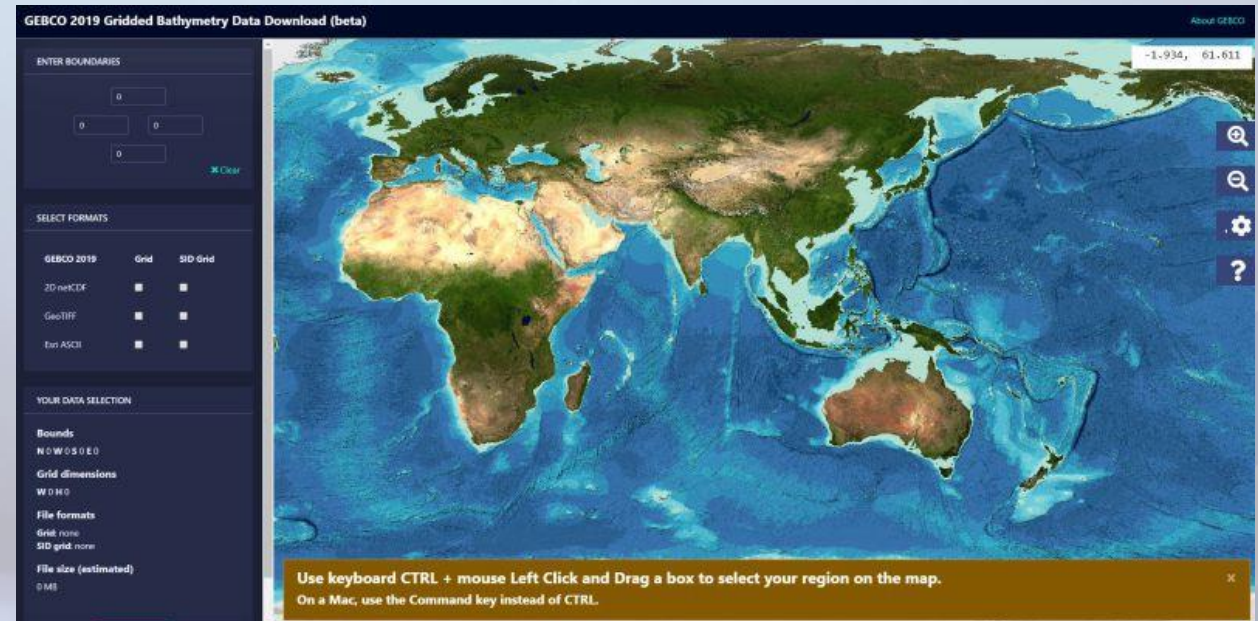 GEBCO 2019 Gridded Bathymetry Data Download (beta)
About GEBCO
ENTER BOUNDARIES
0
0 0
0
✖ Clear
-1.934, 61.611
SELECT FORMATS
GEBCO 2019 Grid SID Grid
2D netCDF
GeoTIFF
Esri ASCII
YOUR DATA SELECTION
Bounds
N 0 W 0 S 0 E 0
Grid dimensions
W 0 H 0
File formats
Grid: none
SID grid: none
File size (estimated)
0 MB
Use keyboard CTRL + mouse Left Click and Drag a box to select your region on the map.
On a Mac, use the Command key instead of CTRL.